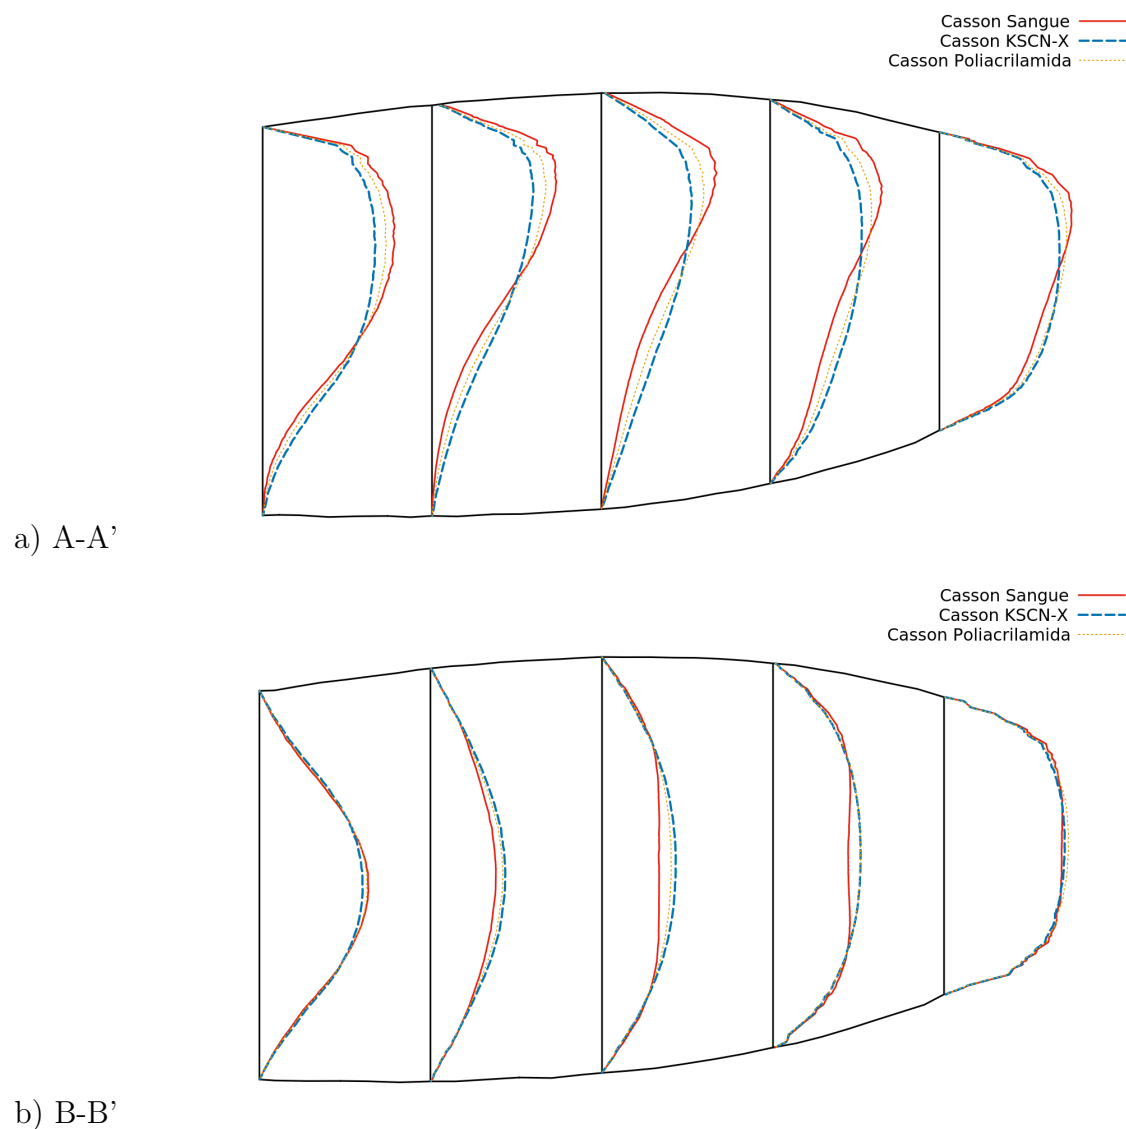 Casson Sangue
Casson KSCN-X
Casson Poliacrilamida
a) A-A’
Casson Sangue
Casson KSCN-X
Casson Poliacrilamida
b) B-B’